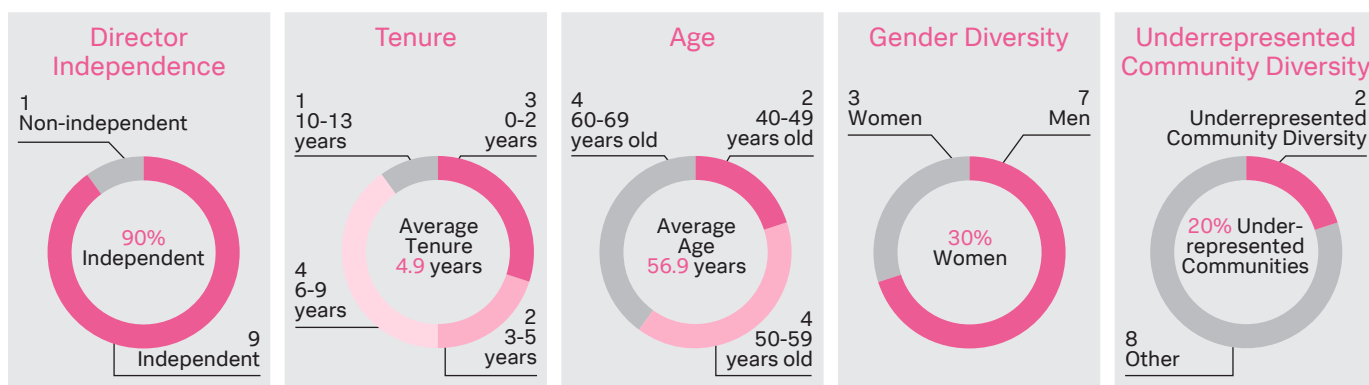 Director
Independence
1
Non-independent
90%
Independent
9
Independent
Tenure
1
10-13
years
3
0-2
years
Average
Tenure
4.9 years
4
6-9
years
2
3-5
years
Age
4
60-69
years old
2
40-49
years old
Average
Age
56.9 years
4
50-59
years old
Gender Diversity
3
Women
7
Men
30%
Women
Underrepresented
Community Diversity
2
Underrepresented
Community Diversity
20% Under-
represented
Communities
8
Other